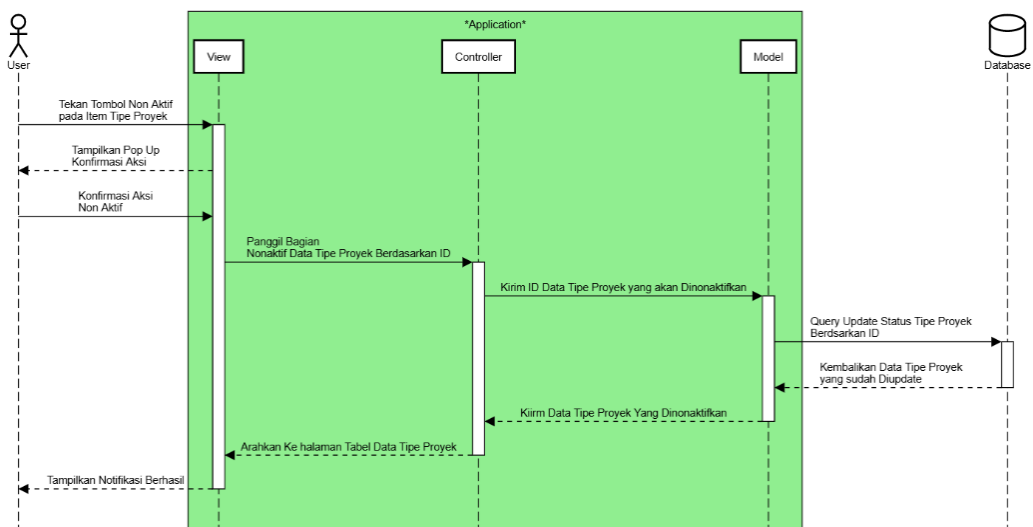 *Application*
User
View
Controller
Model
Database
Tekan Tombol Non Aktif
pada Item Tipe Proyek
Tampilkan Pop Up
Konfirmasi Aksi
Konfirmasi Aksi
Non Aktif
Panggil Bagian
Nonaktif Data Tipe Proyek Berdasarkan ID
Kirim ID Data Tipe Proyek yang akan Dinonaktifkan
Query Update Status Tipe Proyek
Berdsarkan ID
Kembalikan Data Tipe Proyek
yang sudah Diupdate
Kiirm Data Tipe Proyek Yang Dinonaktifkan
Arahkan Ke halaman Tabel Data Tipe Proyek
Tampilkan Notifikasi Berhasil